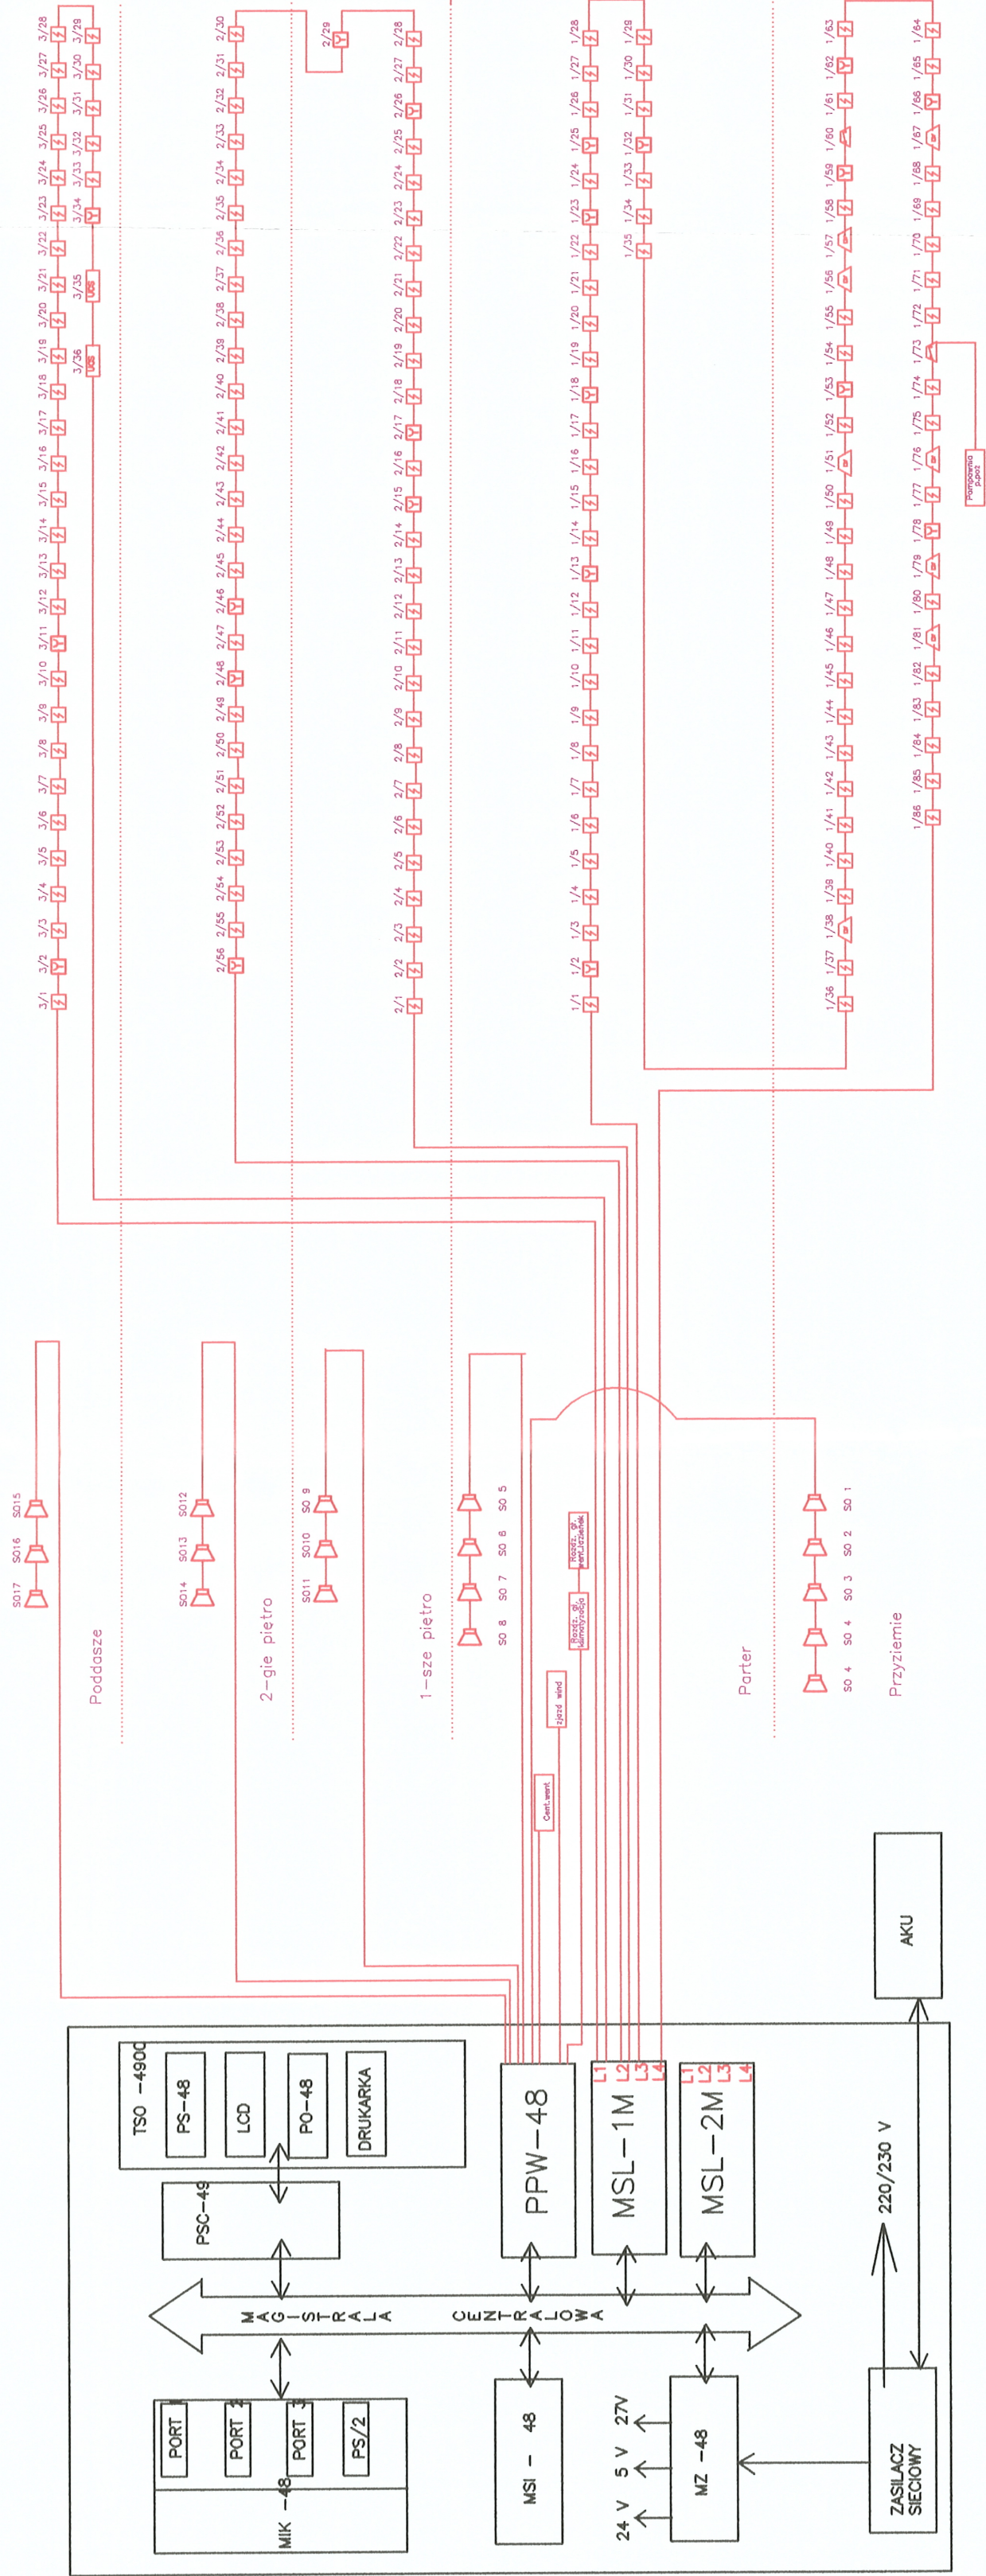 3/1 3/2 3/3 3/4 3/5 3/6 3/7 3/8 3/9 3/10 3/11 3/12 3/13 3/14 3/15 3/16 3/17 3/18 3/19 3/20 3/21 3/22 3/23 3/24 3/25 3/26 3/27 3/28
3/36 3/35 3/34 3/33 3/32 3/31 3/30 3/29
UCS UCS
2/56 2/55 2/54 2/53 2/52 2/51 2/50 2/49 2/48 2/47 2/46 2/45 2/44 2/43 2/42 2/41 2/40 2/39 2/38 2/37 2/36 2/35 2/34 2/33 2/32 2/31 2/30
2/29
2/1 2/2 2/3 2/4 2/5 2/6 2/7 2/8 2/9 2/10 2/11 2/12 2/13 2/14 2/15 2/16 2/17 2/18 2/19 2/20 2/21 2/22 2/23 2/24 2/25 2/26 2/27 2/28
1/1 1/2 1/3 1/4 1/5 1/6 1/7 1/8 1/9 1/10 1/11 1/12 1/13 1/14 1/15 1/16 1/17 1/18 1/19 1/20 1/21 1/22 1/23 1/24 1/25 1/26 1/27 1/28
1/35 1/34 1/33 1/32 1/31 1/30 1/29
1/36 1/37 1/38 1/39 1/40 1/41 1/42 1/43 1/44 1/45 1/46 1/47 1/48 1/49 1/50 1/51 1/52 1/53 1/54 1/55 1/56 1/57 1/58 1/59 1/60 1/61 1/62 1/63
1/86 1/85 1/84 1/83 1/82 1/81 1/80 1/79 1/78 1/77 1/76 1/75 1/74 1/73 1/72 1/71 1/70 1/69 1/68 1/67 1/66 1/65 1/64
Pompownia
p.poż
SO17 SO16 SO15
Poddasze
SO14 SO13 SO12
2-gie piętro
SO11 SO10 SO 9
1-sze piętro
SO 8 SO 7 SO 6 SO 5
Cent.went
zjazd wind
Rozdz. gł.
klimatyzacja
Rozdz. gł.
Parter
SO 4 SO 4 SO 3 SO 2 SO 1
Przyziemie
TSO -4900
PS-48
LCD
PO-48
DRUKARKA
PSC-49
MAGISTRALA CENTRALOWA
MIK -48
PORT 1
PORT 2
PORT 3
PS/2
PPW-48
MSL-1M
L1
L2
L3
L4
MSL-2M
L1
L2
L3
L4
MSI - 48
MZ -48
24 V 5 V 27V
ZASILACZ
SIECIOWY
220/230 V
AKU